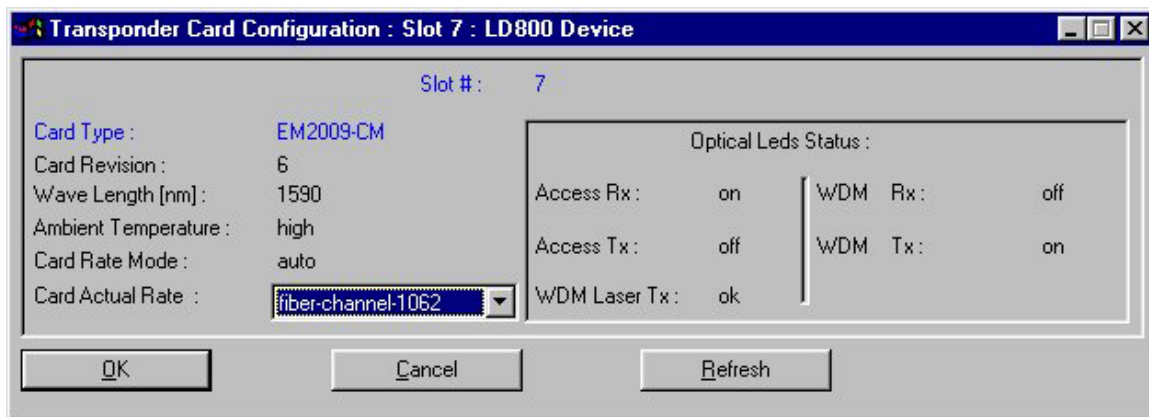 Transponder Card Configuration : Slot 7 : LD800 Device
Slot # : 7
Card Type : EM2009-CM
Card Revision : 6
Wave Length [nm] : 1590
Ambient Temperature : high
Card Rate Mode : auto
Card Actual Rate : fiber-channel-1062
Optical Leds Status :
Access Rx : on WDM Rx : off
Access Tx : off WDM Tx : on
WDM Laser Tx : ok
OK Cancel Refresh